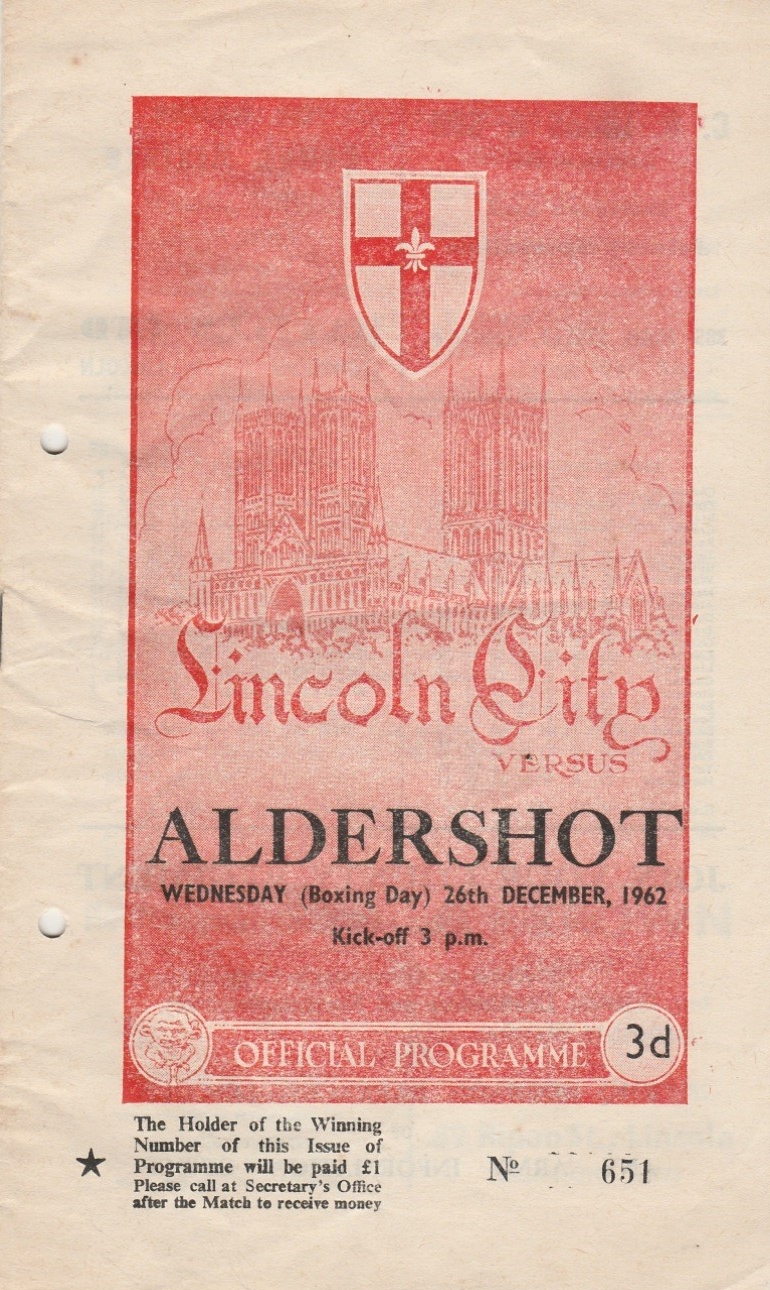 Lincoln City
VERSUS
ALDERSHOT
WEDNESDAY (Boxing Day) 26th DECEMBER, 1962
Kick-off 3 p.m.
OFFICIAL PROGRAMME 3d
The Holder of the Winning
Number of this Issue of
Programme will be paid £1
Please call at Secretary's Office
after the Match to receive money
★ Nº 651